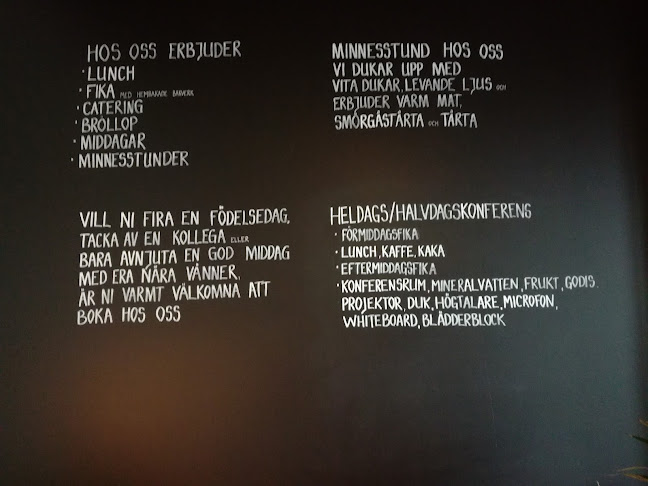 HOS OSS ERBJUDER
· LUNCH
· FIKA MED HEMBAKADE BAKVERK
· CATERING
· BRÖLLOP
· MIDDAGAR
· MINNESSTUNDER
VILL NI FIRA EN FÖDELSEDAG,
TACKA AV EN KOLLEGA ELLER
BARA AVNJUTA EN GOD MIDDAG
MED ERA NÄRA VÄNNER,
ÄR NI VARMT VÄLKOMNA ATT
BOKA HOS OSS
MINNESSTUND HOS OSS
VI DUKAR UPP MED
VITA DUKAR, LEVANDE LJUS OCH
ERBJUDER VARM MAT,
SMÖRGÅSTÅRTA OCH TÅRTA
HELDAGS/HALVDAGSKONFERENS
· FÖRMIDDAGSFIKA
· LUNCH, KAFFE, KAKA
· EFTERMIDDAGSFIKA
· KONFERENSRUM, MINERALVATTEN, FRUKT, GODIS.
PROJEKTOR, DUK, HÖGTALARE, MICROFON,
WHITEBOARD, BLÄDDERBLOCK